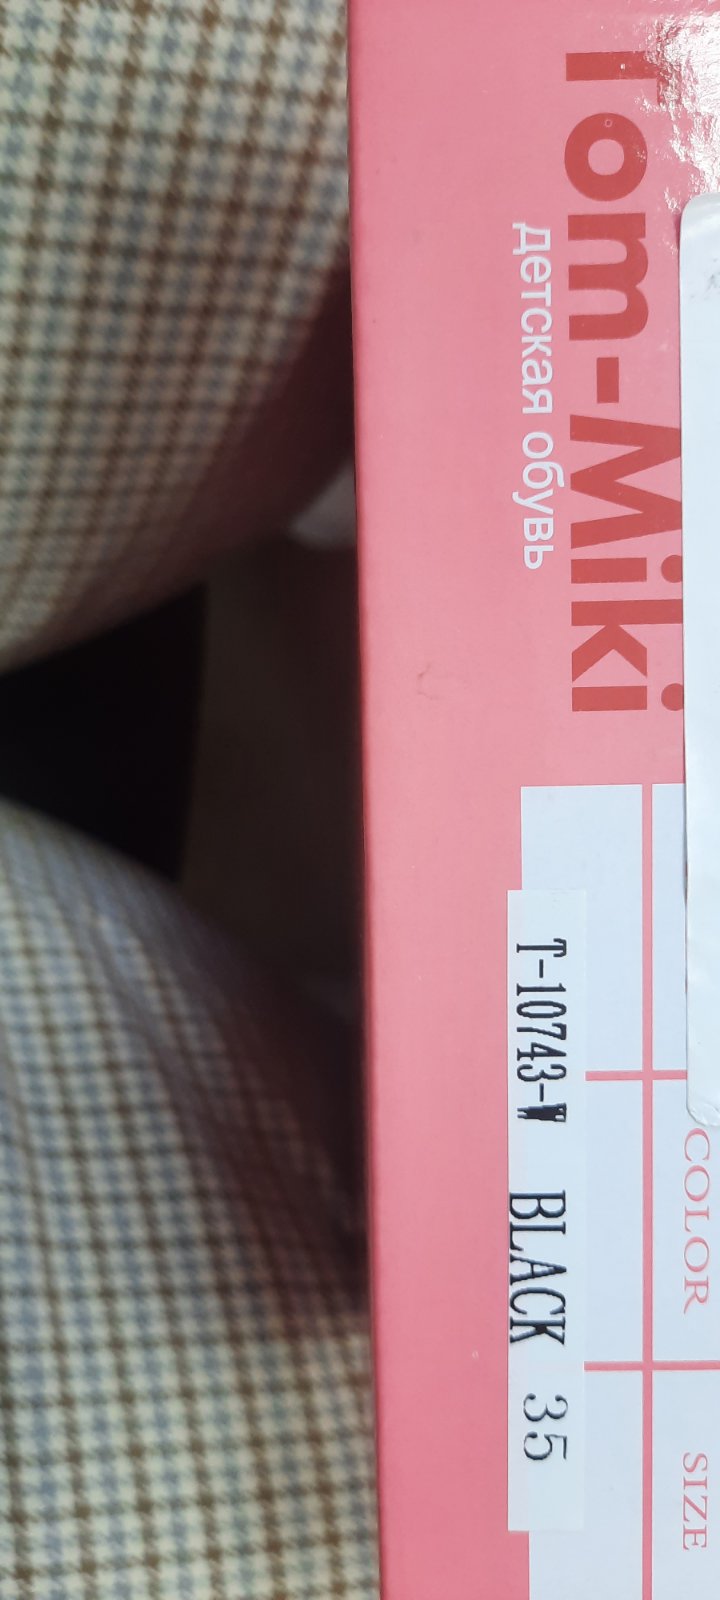 Tom-Miki
детская обувь
COLOR SIZE
T-10743-W BLACK 35